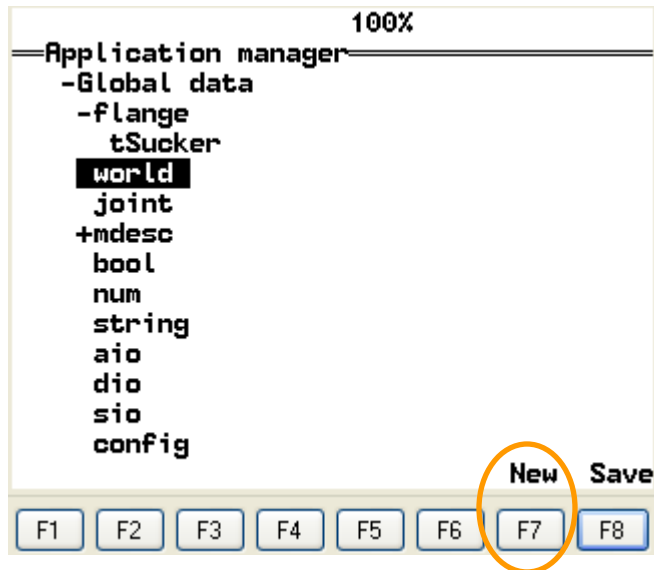 100%
Application manager
-Global data
-flange
tSucker
world
joint
+mdesc
bool
num
string
aio
dio
sio
config
New Save
F1 F2 F3 F4 F5 F6 F7 F8